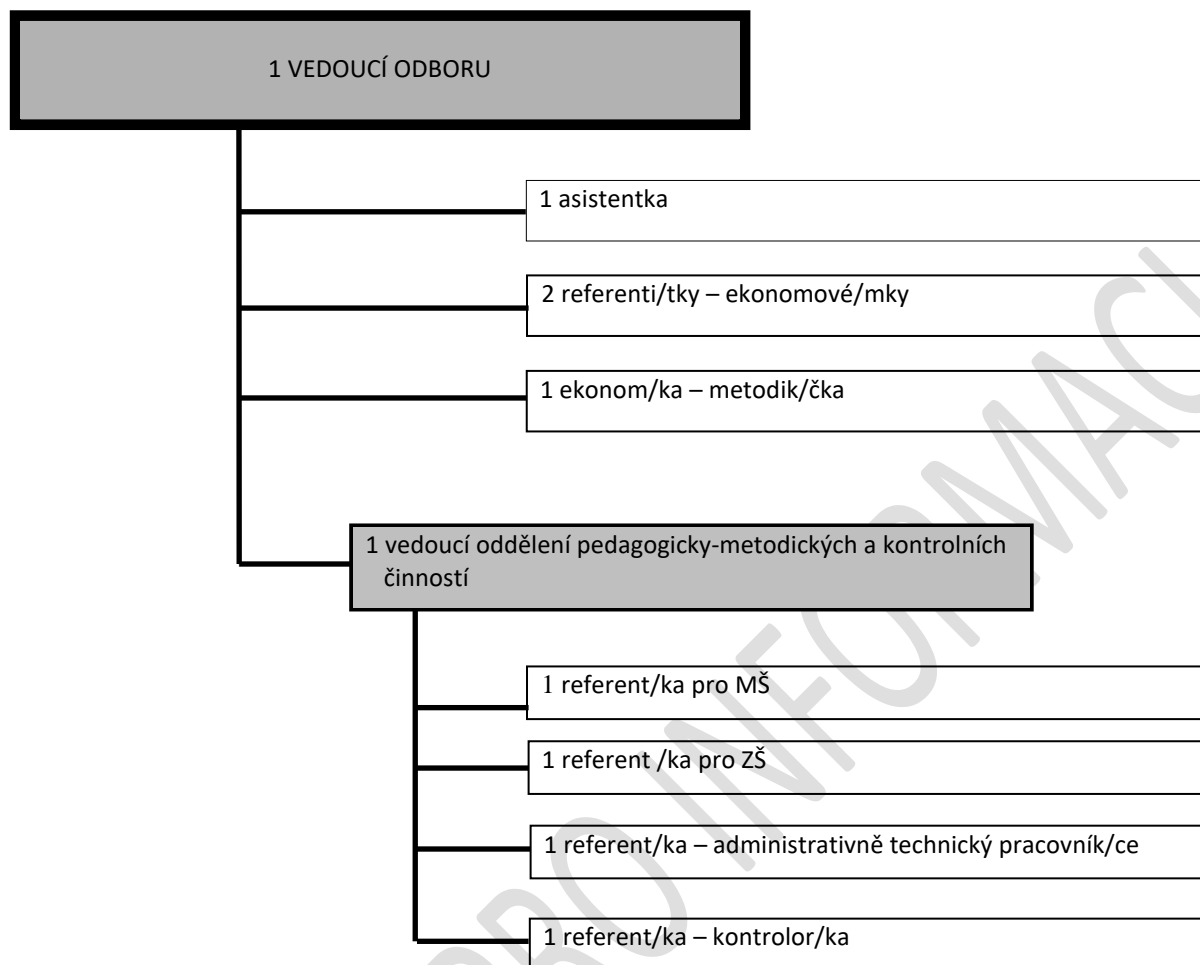 1 VEDOUCÍ ODBORU
1 asistentka
2 referenti/tky – ekonomové/mky
1 ekonom/ka – metodik/čka
1 vedoucí oddělení pedagogicky-metodických a kontrolních
činností
1 referent/ka pro MŠ
1 referent /ka pro ZŠ
1 referent/ka – administrativně technický pracovník/ce
1 referent/ka – kontrolor/ka
PRO INFORMACI